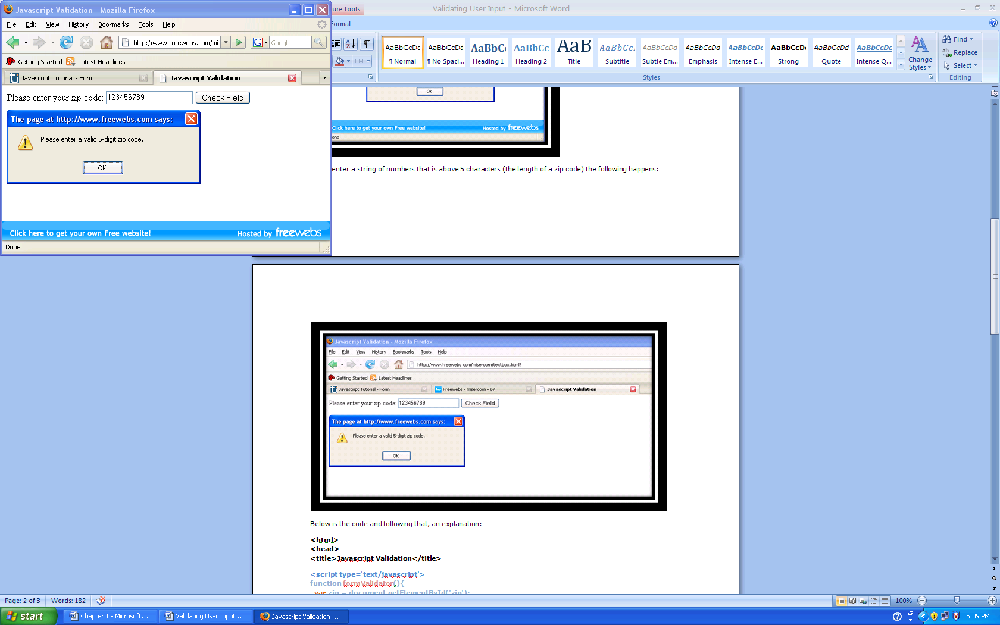 Javascript Validation - Mozilla Firefox
File Edit View History Bookmarks Tools Help
http://www.freewebs.com/mi
Google
Getting Started Latest Headlines
Javascript Tutorial - Form
Javascript Validation
Please enter your zip code: 123456789 Check Field
The page at http://www.freewebs.com says:
Please enter a valid 5-digit zip code.
OK
Click here to get your own Free website! Hosted by freewebs
Done
ure Tools
Validating User Input - Microsoft Word
ormat
AaBbCcDc AaBbCcDc AaBbCc AaBbCc AaB AaBbCc. AaBbCcDd AaBbCcDd AaBbCcDc AaBbCcDc AaBbCcDd AaBbCcDc
¶ Normal ¶ No Spaci... Heading 1 Heading 2 Title Subtitle Subtle Em... Emphasis Intense E... Strong Quote Intense Q...
Change Styles
Styles
Find
Replace
Select
Editing
OK
Click here to get your own Free website! Hosted by freewebs
one
enter a string of numbers that is above 5 characters (the length of a zip code) the following happens:
Javascript Validation - Mozilla Firefox
File Edit View History Bookmarks Tools Help
http://www.freewebs.com/misercorn/textbox.html?
Getting Started Latest Headlines
Javascript Tutorial - Form Freewebs - misercorn - 67 Javascript Validation
Please enter your zip code: 123456789 Check Field
The page at http://www.freewebs.com says:
Please enter a valid 5-digit zip code.
OK
Below is the code and following that, an explanation:
<html>
<head>
<title>Javascript Validation</title>
<script type='text/javascript'>
function formValidator(){
var zip = document.getElementById('zip');
Page: 2 of 3 Words: 182 100%
start Chapter 1 - Microsoft... Validating User Input ... Javascript Validation ... 5:09 PM